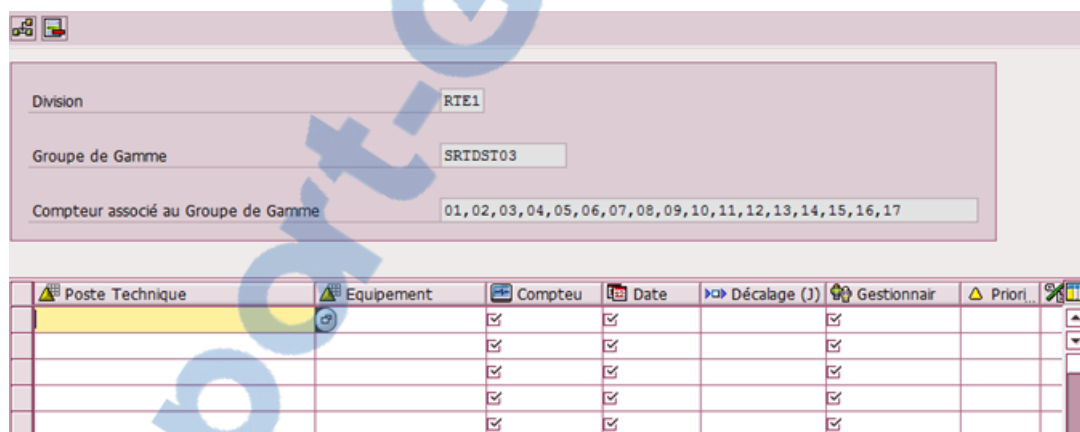 Division RTE1
Groupe de Gamme SRTDST03
Compteur associé au Groupe de Gamme 01,02,03,04,05,06,07,08,09,10,11,12,13,14,15,16,17
Poste Technique Equipement Compteu Date Décalage (J) Gestionnair Priori